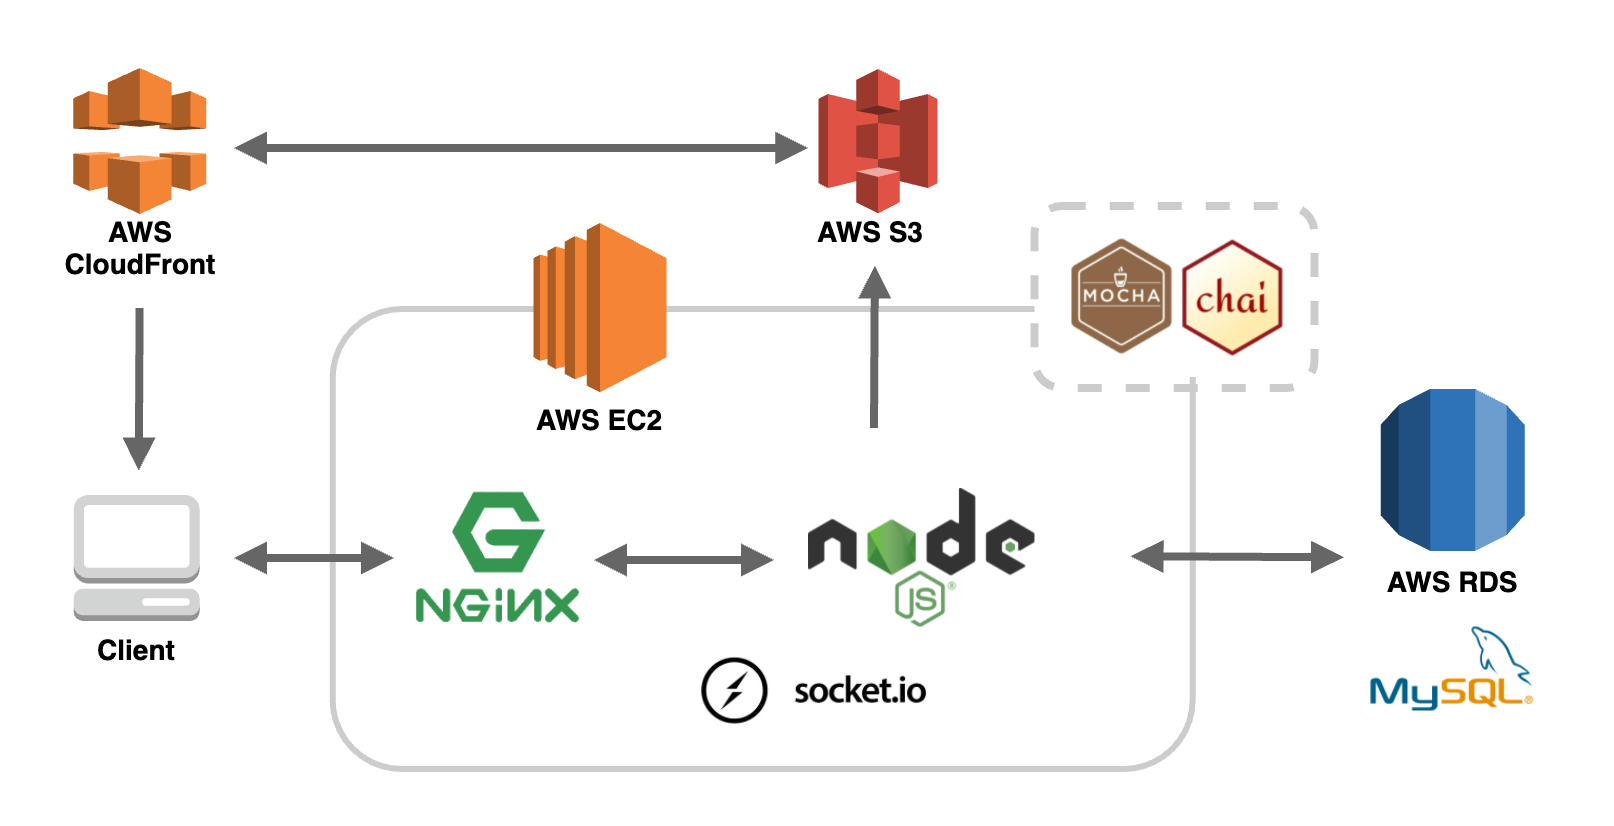 AWS
CloudFront
AWS S3
MOCHA
chai
AWS EC2
NGiNX
node
JS®
AWS RDS
Client
socket.io
MySQL®